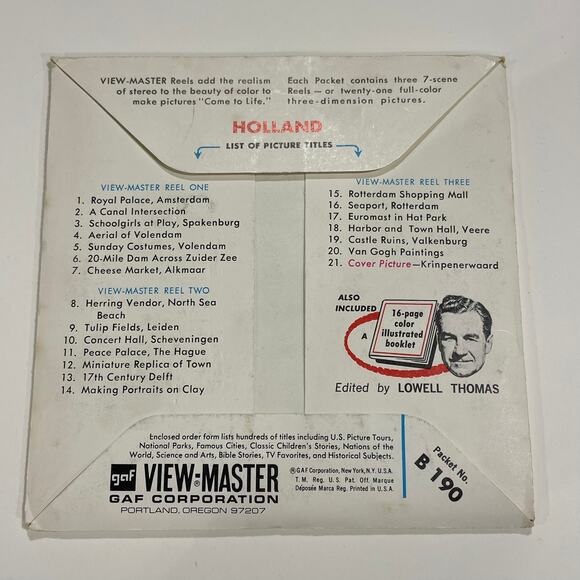 VIEW-MASTER Reels add the realism
of stereo to the beauty of color to
make pictures "Come to Life."
Each Packet contains three 7-scene
Reels — or twenty-one full-color
three-dimension pictures.
HOLLAND
LIST OF PICTURE TITLES
VIEW-MASTER REEL ONE
1. Royal Palace, Amsterdam
2. A Canal Intersection
3. Schoolgirls at Play, Spakenburg
4. Aerial of Volendam
5. Sunday Costumes, Volendam
6. 20-Mile Dam Across Zuider Zee
7. Cheese Market, Alkmaar
VIEW-MASTER REEL TWO
8. Herring Vendor, North Sea
Beach
9. Tulip Fields, Leiden
10. Concert Hall, Scheveningen
11. Peace Palace, The Hague
12. Miniature Replica of Town
13. 17th Century Delft
14. Making Portraits on Clay
VIEW-MASTER REEL THREE
15. Rotterdam Shopping Mall
16. Seaport, Rotterdam
17. Euromast in Hat Park
18. Harbor and Town Hall, Veere
19. Castle Ruins, Valkenburg
20. Van Gogh Paintings
21. Cover Picture—Krinpenerwaard
ALSO
INCLUDED
A
16-page
color
illustrated
booklet
Edited by LOWELL THOMAS
Enclosed order form lists hundreds of titles including U.S. Picture Tours,
National Parks, Famous Cities, Classic Children's Stories, Nations of the
World, Science and Arts, Bible Stories, TV Favorites, and Historical Subjects.
gaf VIEW-MASTER®
GAF CORPORATION
PORTLAND, OREGON 97207
®GAF Corporation, New York, N.Y. U.S.A.
T.M. Reg. U.S. Pat. Off. Marque
Déposée Marca Reg. Printed in U.S.A.
Packet No.
B 190